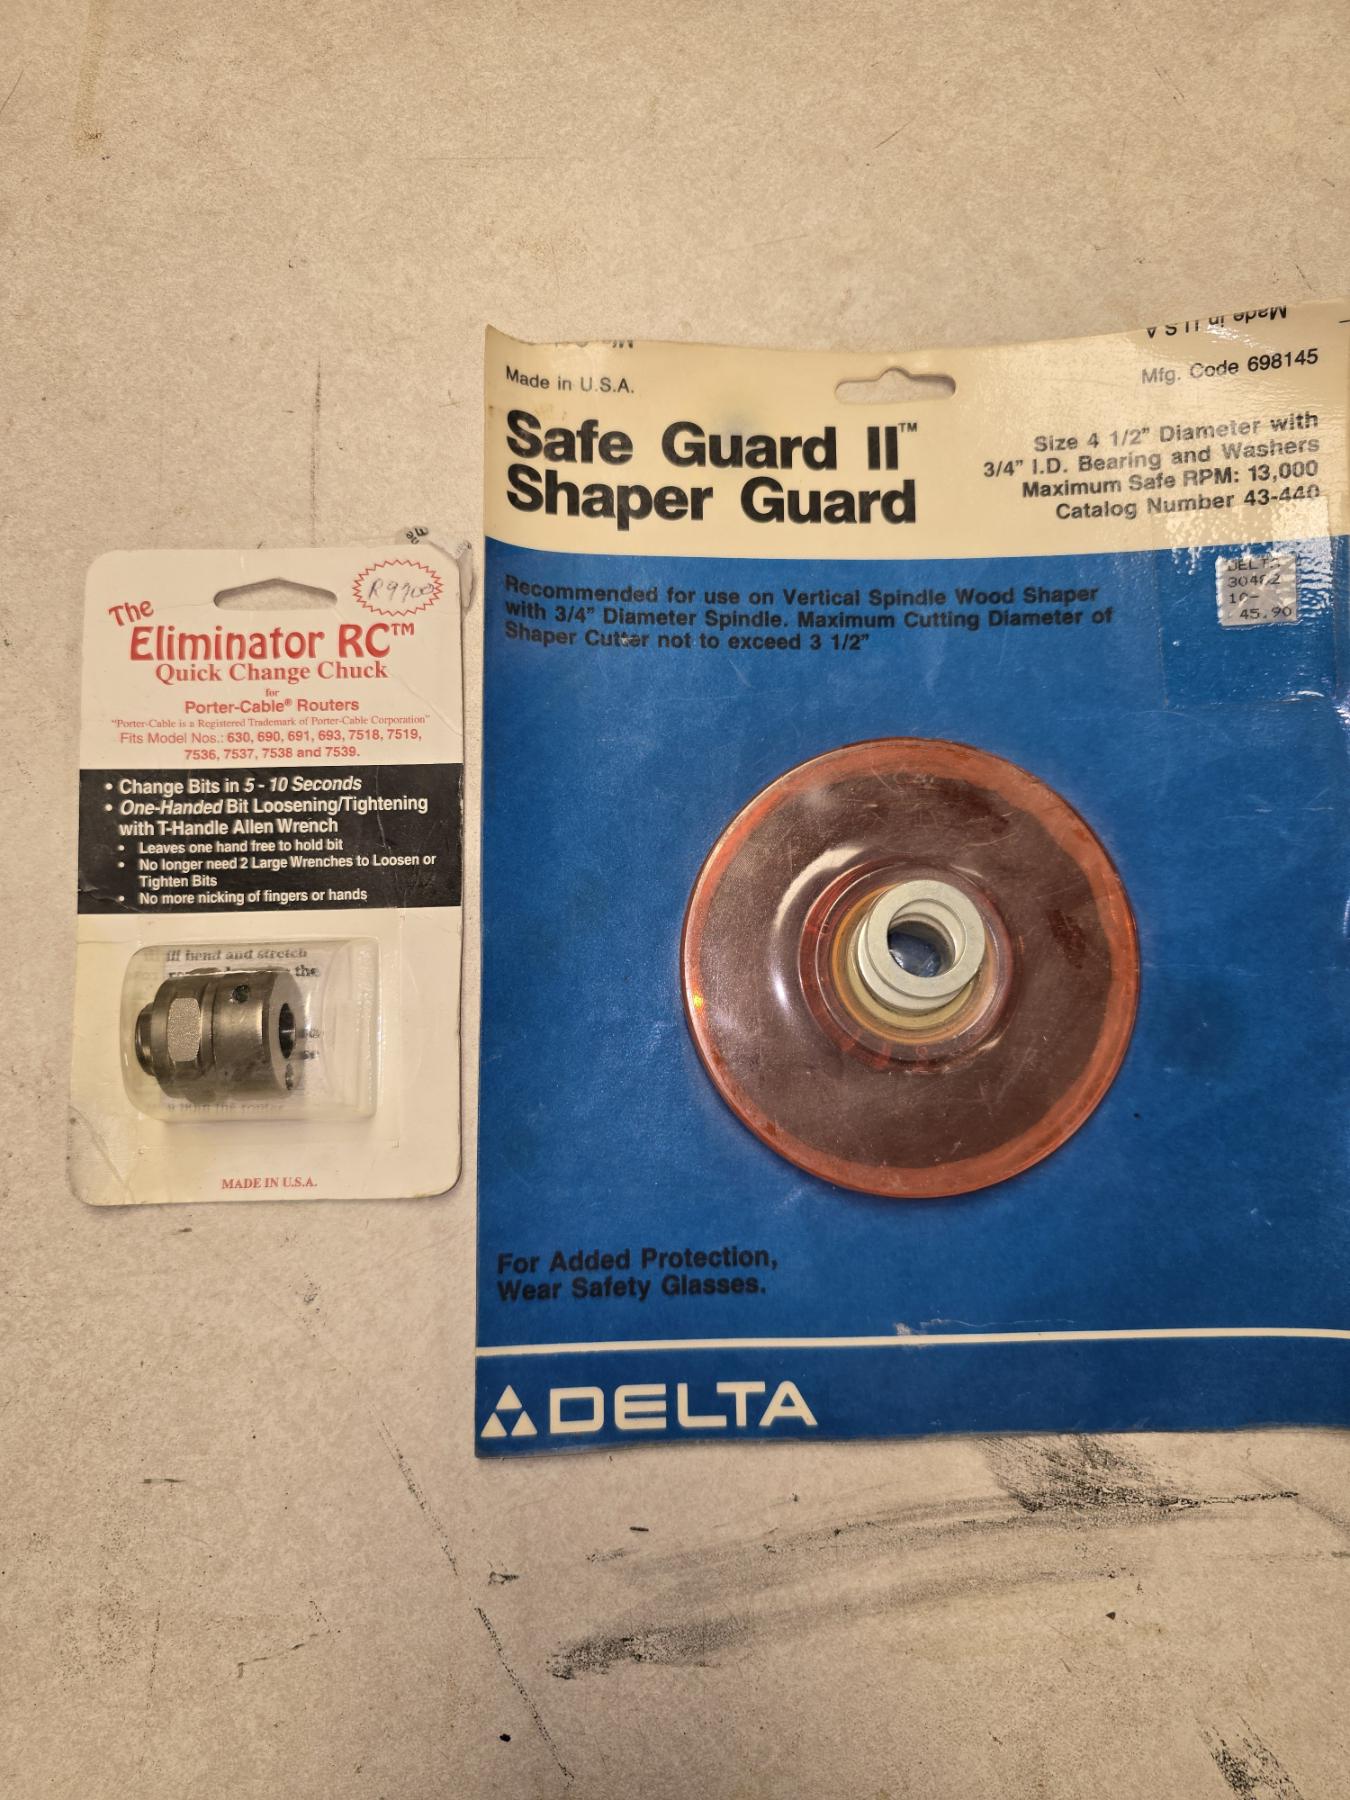 The
Eliminator RC™
Quick Change Chuck
for
Porter-Cable® Routers
"Porter-Cable is a Registered Trademark of Porter-Cable Corporation"
Fits Model Nos.: 630, 690, 691, 693, 7518, 7519,
7536, 7537, 7538 and 7539.
• Change Bits in 5 - 10 Seconds
• One-Handed Bit Loosening/Tightening
with T-Handle Allen Wrench
• Leaves one hand free to hold bit
• No longer need 2 Large Wrenches to Loosen or
Tighten Bits
• No more nicking of fingers or hands
bend and stretch
the
MADE IN U.S.A.
Made in U.S.A
Made in U.S.A.
Mfg. Code 698145
Safe Guard II™
Shaper Guard
Size 4 1/2" Diameter with
3/4" I.D. Bearing and Washers
Maximum Safe RPM: 13,000
Catalog Number 43-440
DELTA
45.90
Recommended for use on Vertical Spindle Wood Shaper
with 3/4" Diameter Spindle. Maximum Cutting Diameter of
Shaper Cutter not to exceed 3 1/2"
For Added Protection,
Wear Safety Glasses.
DELTA